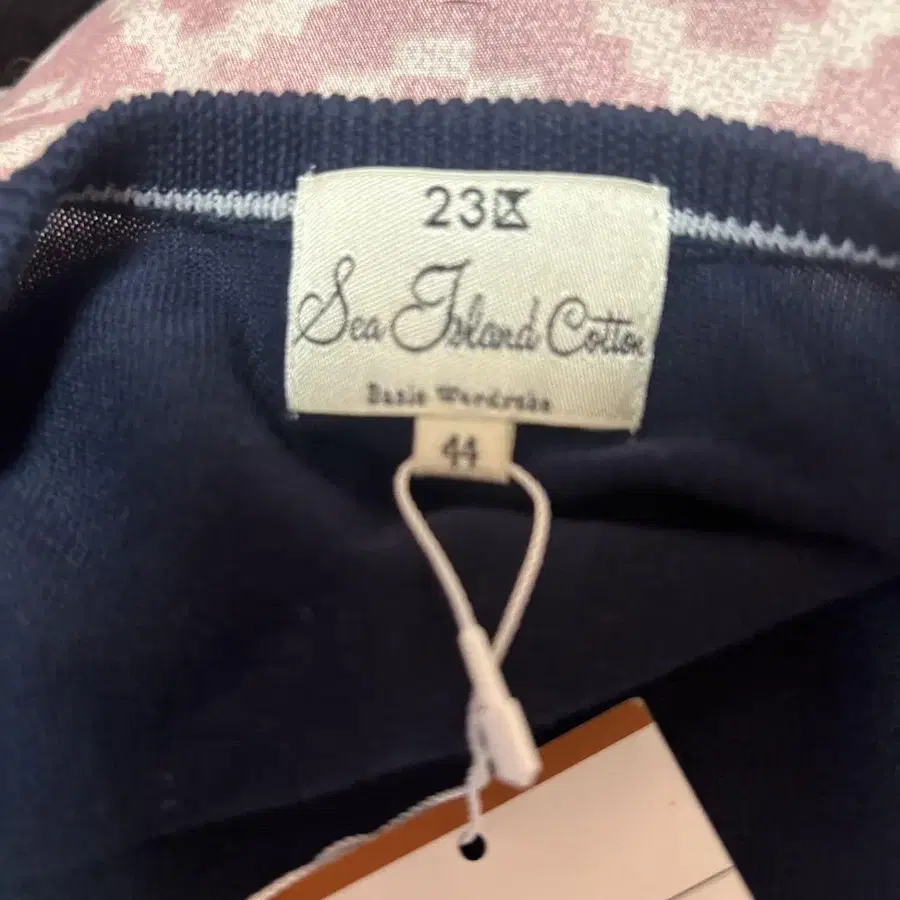 23区
Sea Island Cotton
Basic Wardrobe
44